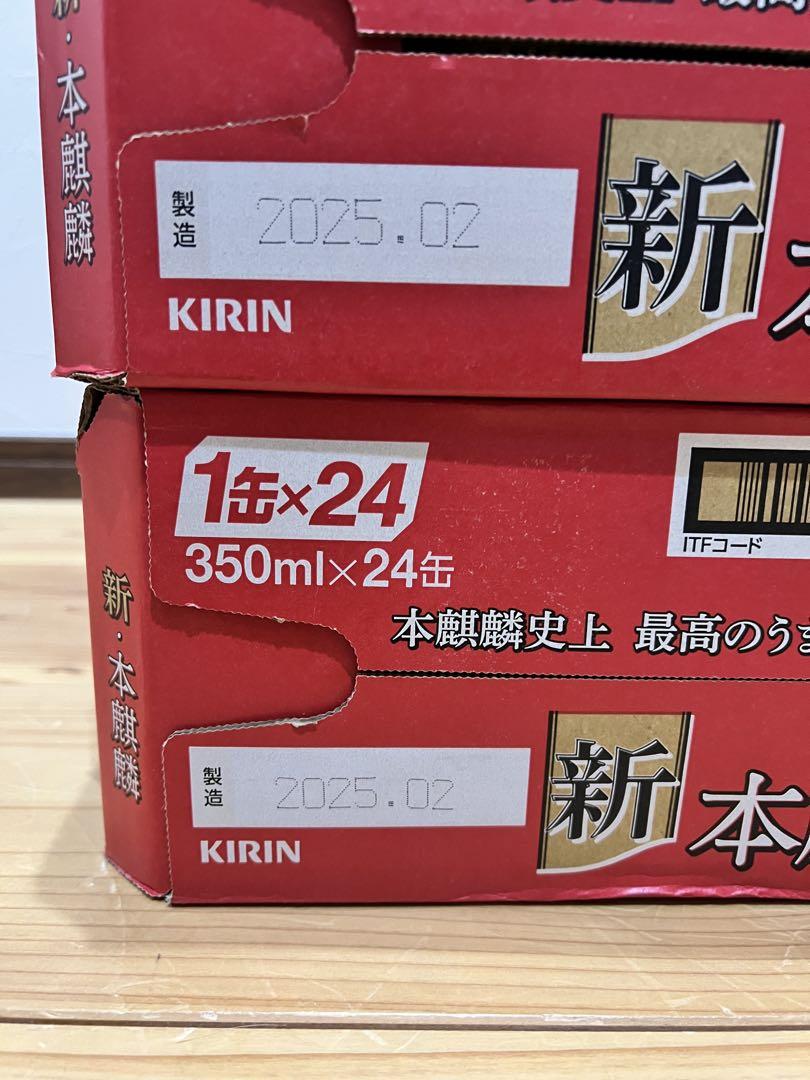 新・本麒麟
製造
2025.02
KIRIN
新
1缶×24
350ml×24缶
ITFコード
本麒麟史上 最高のうま
新・本麒麟
製造
2025.02
KIRIN
新 本